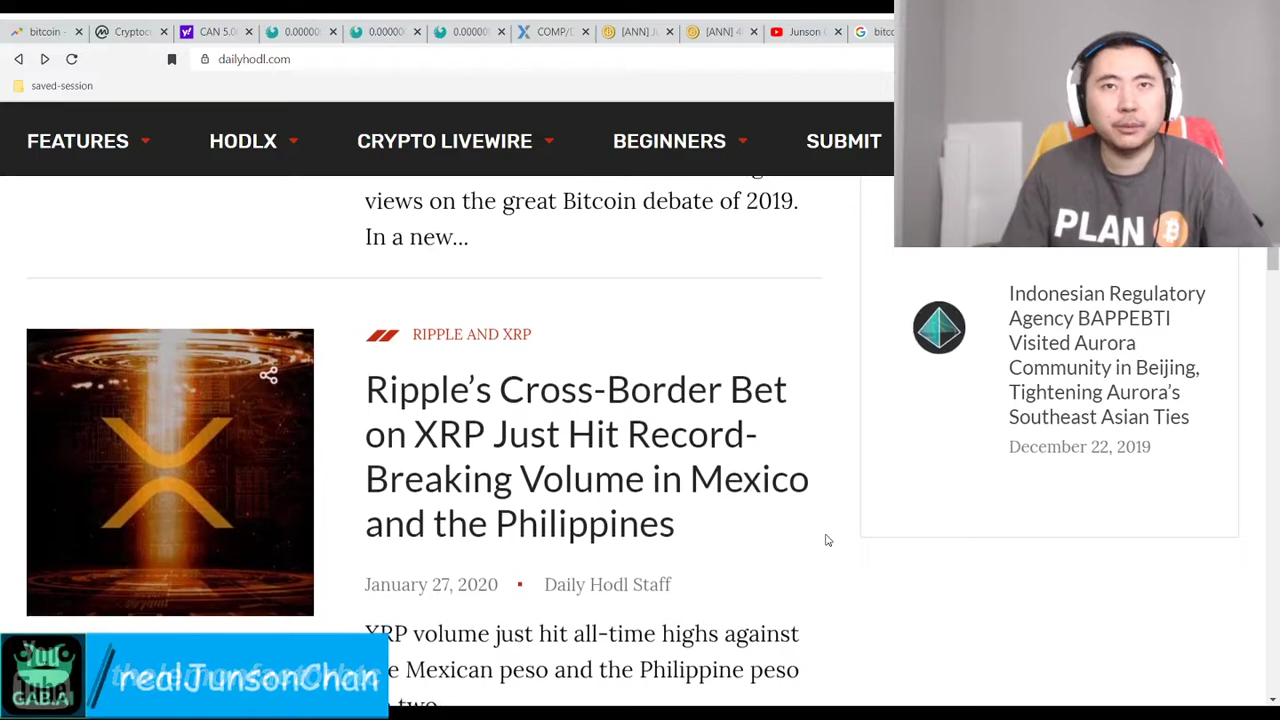 bitcoin -
Cryptoc
CAN 5.0
0.00000
0.00000
0.00000
COMP/
[ANN] J
[ANN] 4
Junson
bitc
dailyhodl.com
saved-session
FEATURES
HODLX
CRYPTO LIVEWIRE
BEGINNERS
SUBMIT
PLAN
views on the great Bitcoin debate of 2019.
In a new...
RIPPLE AND XRP
Ripple’s Cross-Border Bet
on XRP Just Hit Record-
Breaking Volume in Mexico
and the Philippines
January 27, 2020
Daily Hodl Staff
XRP volume just hit all-time highs against
Mexican peso and the Philippine peso
two
Indonesian Regulatory
Agency BAPPEBTI
Visited Aurora
Community in Beijing,
Tightening Aurora’s
Southeast Asian Ties
December 22, 2019
You
Tube
GAB.AI
/realJunsonChan